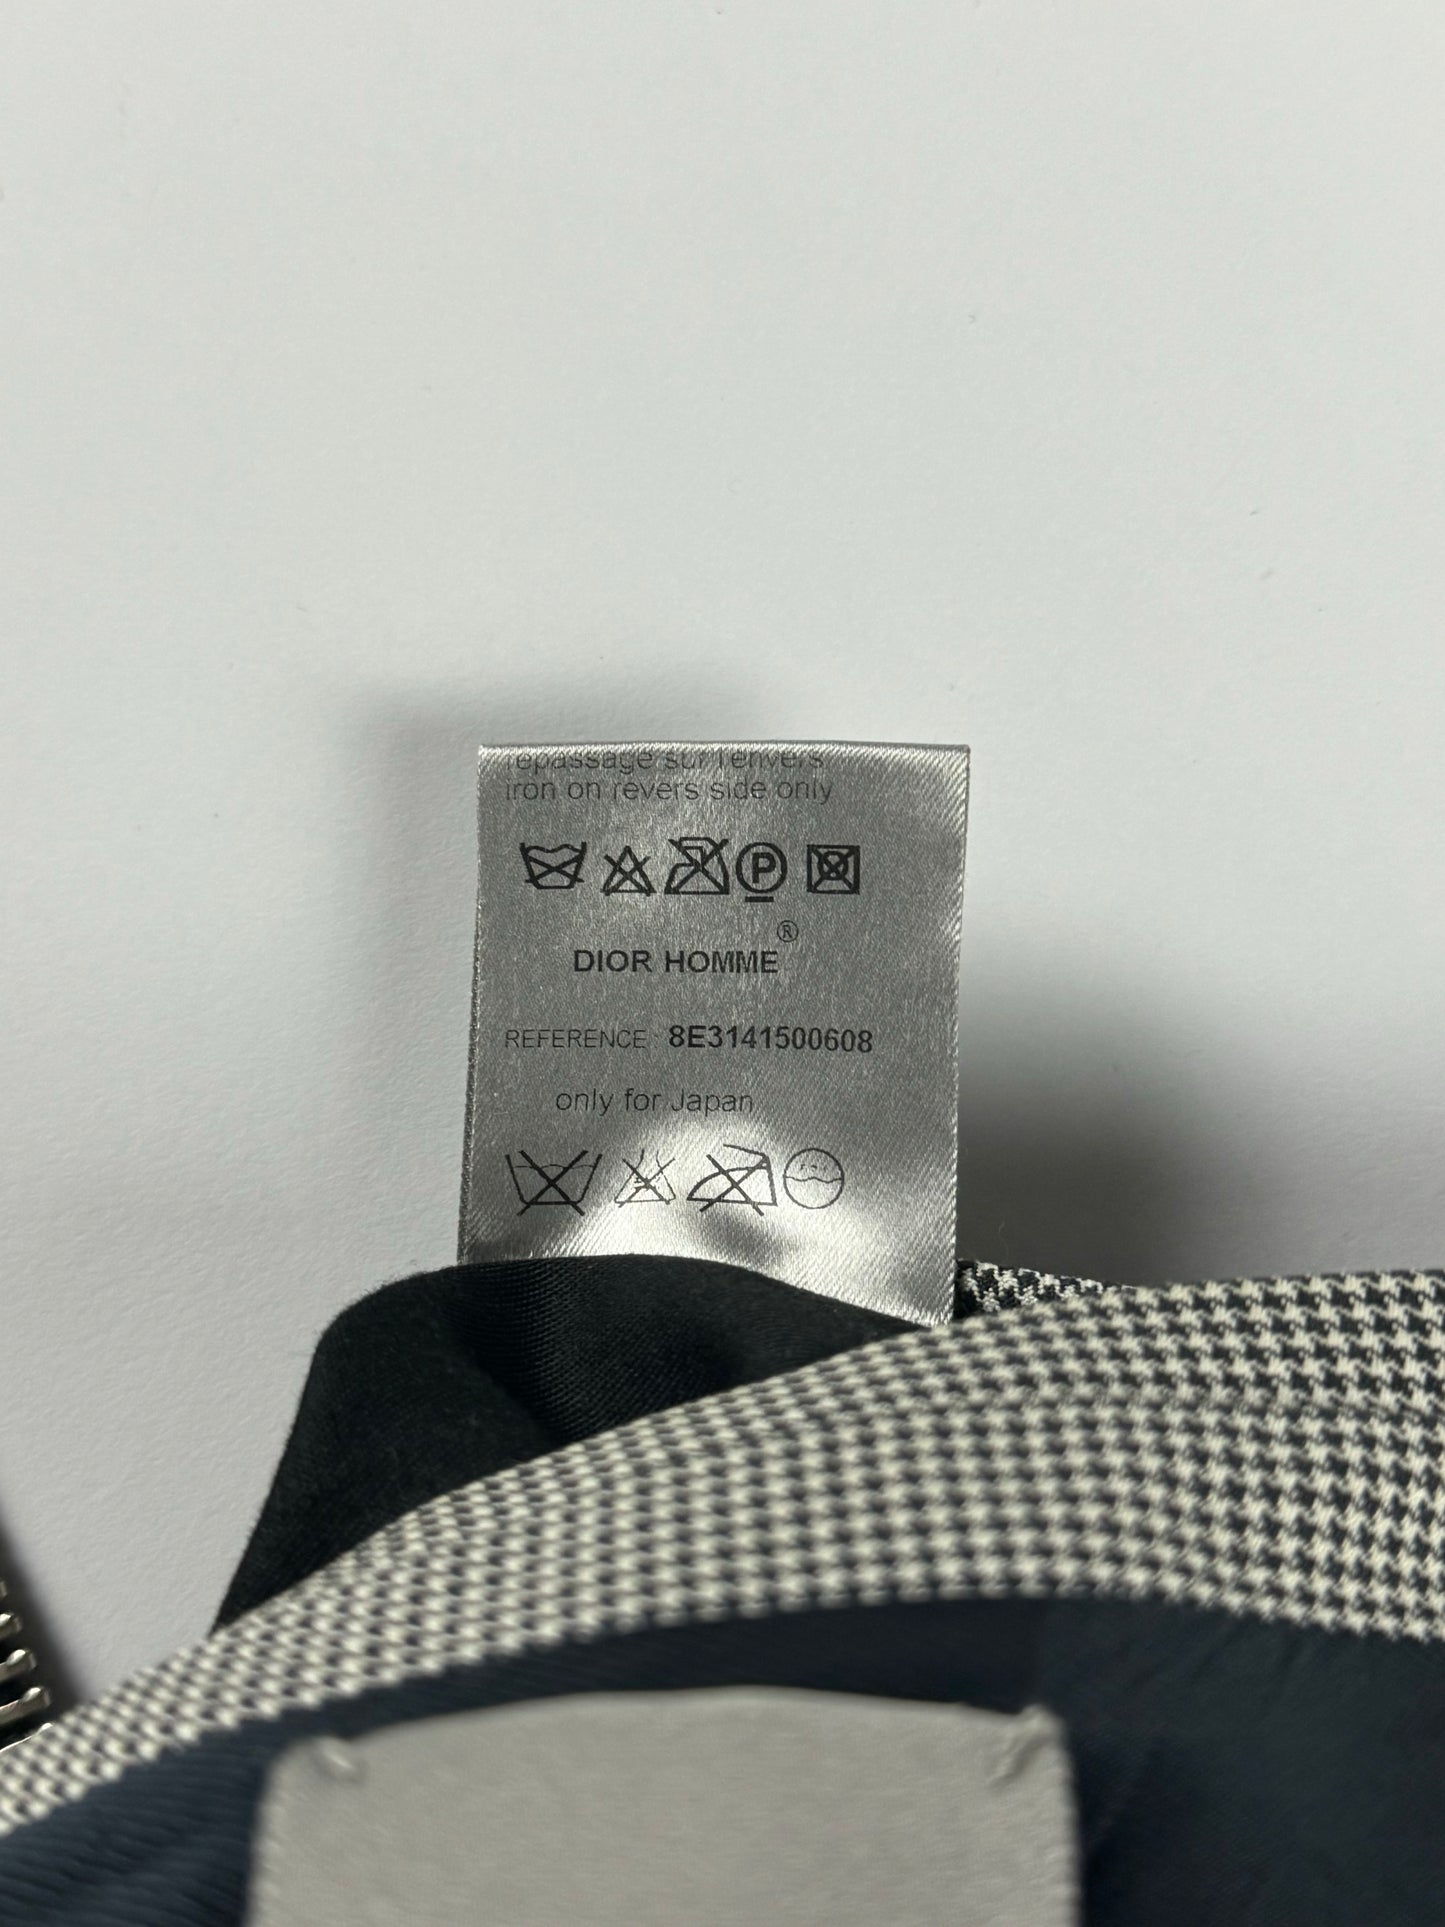 repassage sur l'envers
iron on revers side only
P
DIOR HOMME®
REFERENCE 8E3141500608
only for Japan